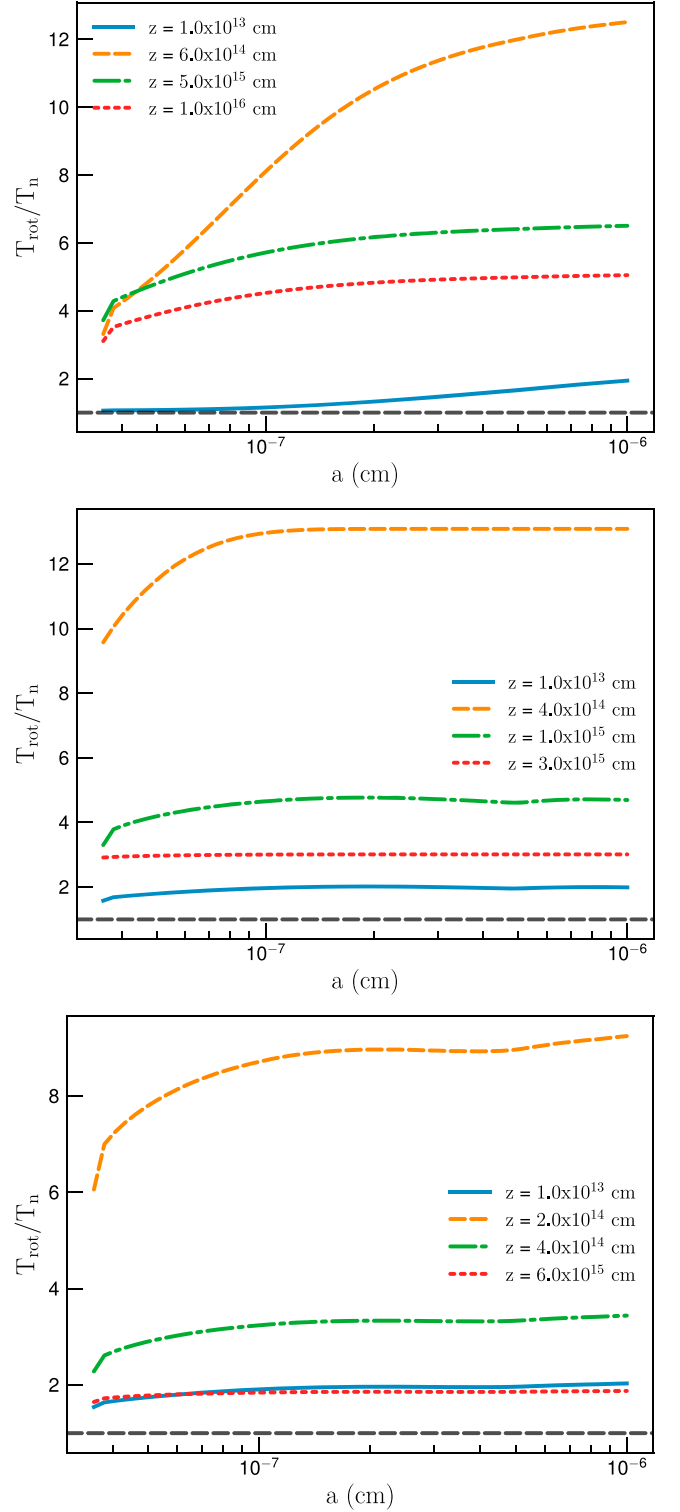 z = 1.0x10¹³ cm
z = 6.0x10¹⁴ cm
z = 5.0x10¹⁵ cm
z = 1.0x10¹⁶ cm
12
10
8
6
4
2
T_rot/T_n
10⁻⁷
10⁻⁶
a (cm)
12
10
8
6
4
2
T_rot/T_n
z = 1.0x10¹³ cm
z = 4.0x10¹⁴ cm
z = 1.0x10¹⁵ cm
z = 3.0x10¹⁵ cm
10⁻⁷
10⁻⁶
a (cm)
8
6
4
2
T_rot/T_n
z = 1.0x10¹³ cm
z = 2.0x10¹⁴ cm
z = 4.0x10¹⁴ cm
z = 6.0x10¹⁵ cm
10⁻⁷
10⁻⁶
a (cm)